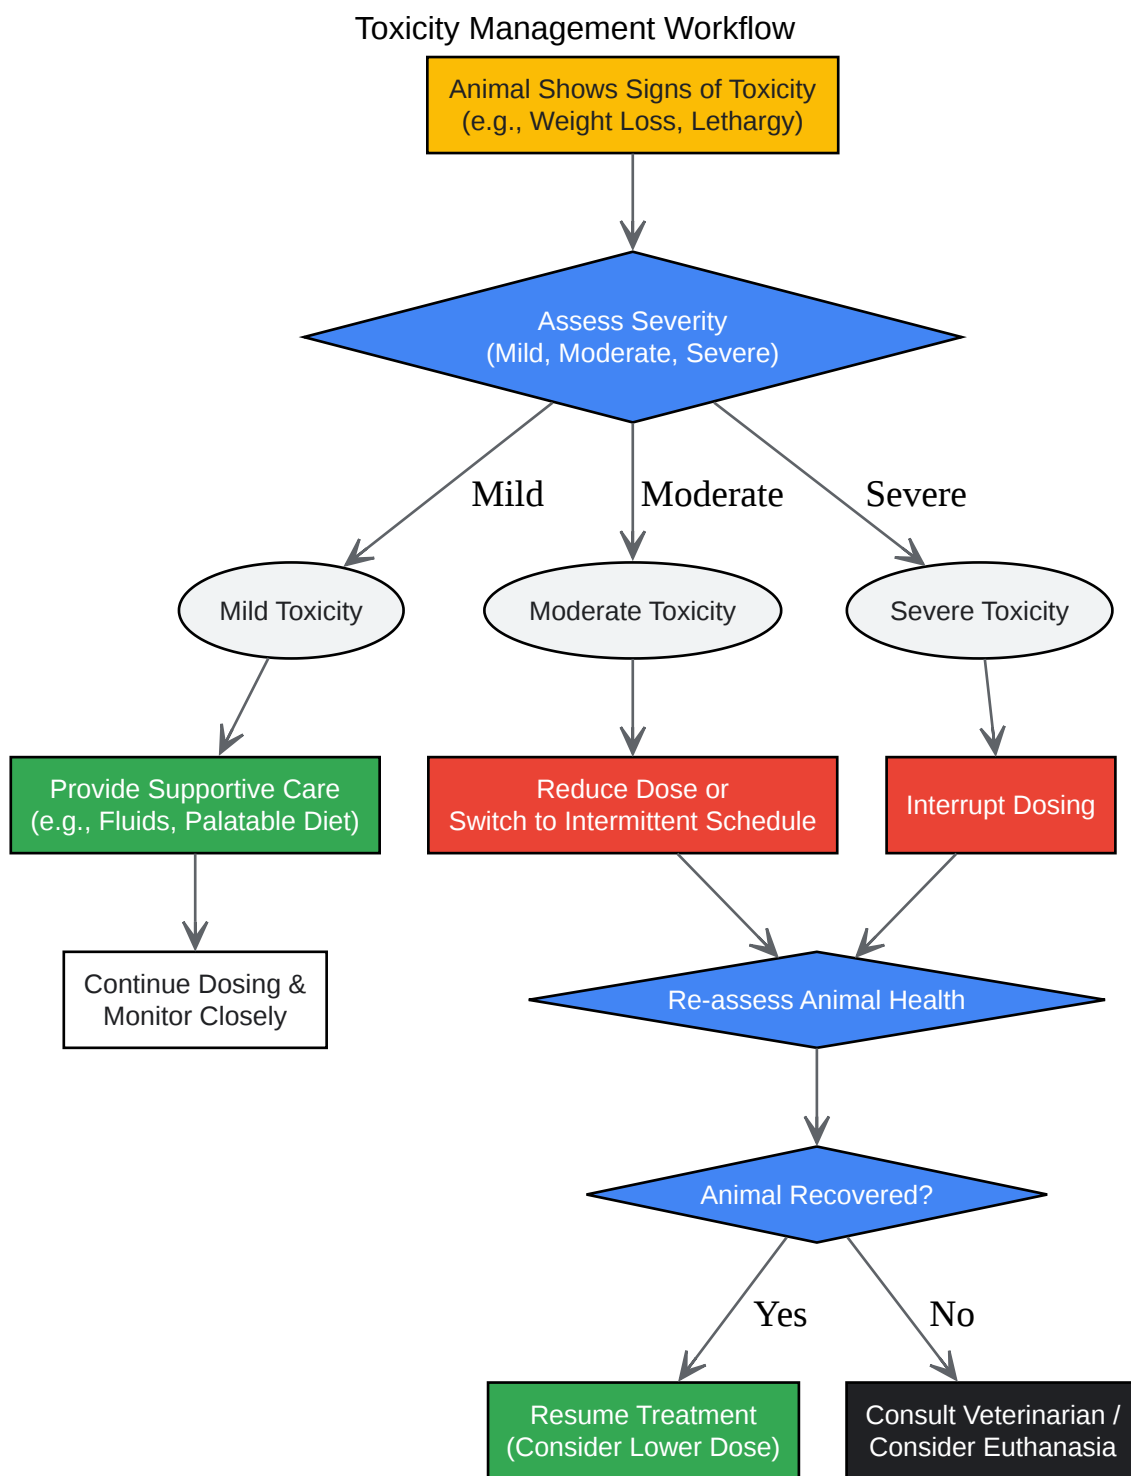 Toxicity Management Workflow
Animal Shows Signs of Toxicity
(e.g., Weight Loss, Lethargy)
Assess Severity
(Mild, Moderate, Severe)
Mild
Moderate
Severe
Mild Toxicity
Moderate Toxicity
Severe Toxicity
Provide Supportive Care
(e.g., Fluids, Palatable Diet)
Reduce Dose or
Switch to Intermittent Schedule
Interrupt Dosing
Continue Dosing &
Monitor Closely
Re-assess Animal Health
Animal Recovered?
Yes
No
Resume Treatment
(Consider Lower Dose)
Consult Veterinarian /
Consider Euthanasia